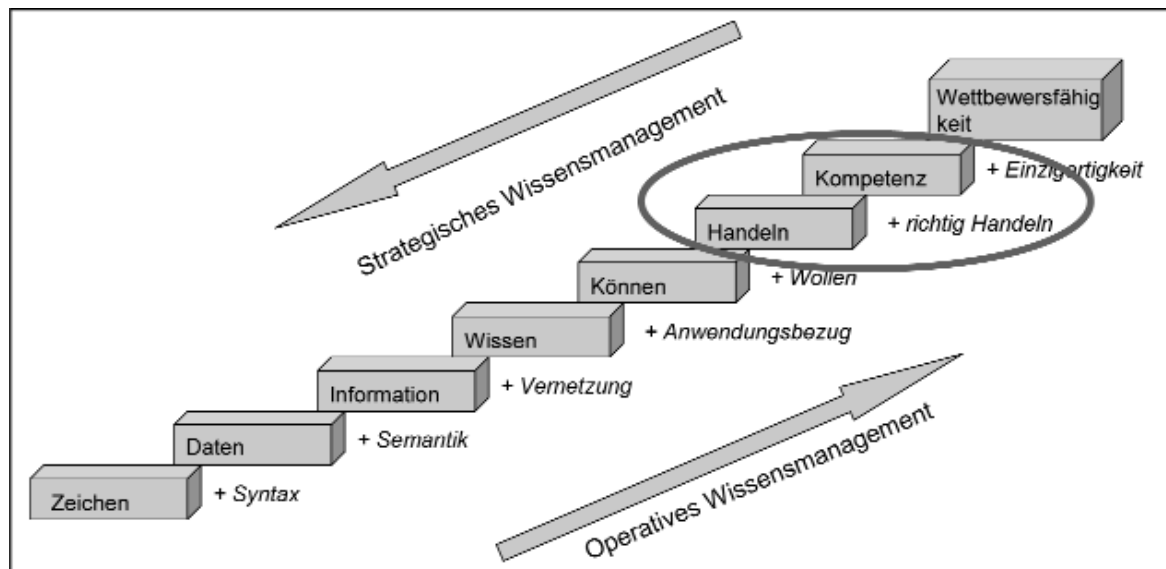 Strategisches Wissensmanagement
Wettbewersfähig
keit
Kompetenz
+ Einzigartigkeit
Handeln
+ richtig Handeln
Können
+ Wollen
Wissen
+ Anwendungsbezug
Information
+ Vernetzung
Daten
+ Semantik
Zeichen
+ Syntax
Operatives Wissensmanagement